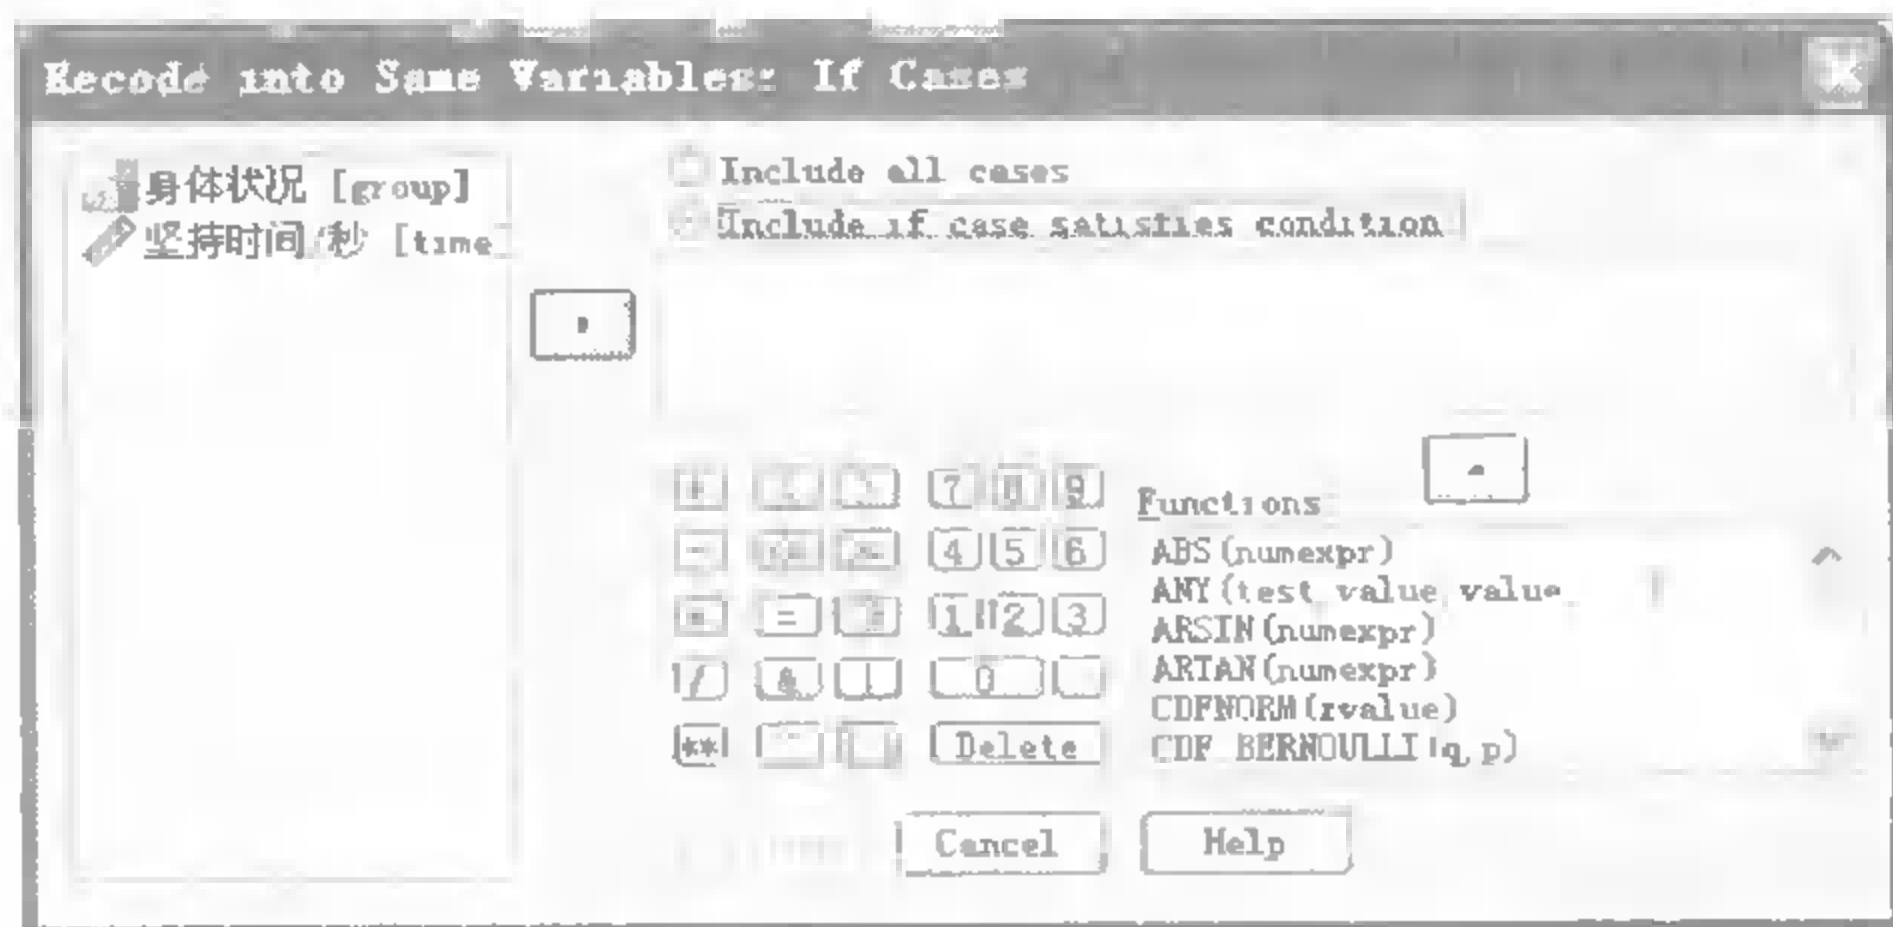 Recode into Same Variables: If Cases
身体状况 [group]
坚持时间/秒 [time]
Include all cases
Include if case satisfies condition
+ < > 7 8 9
- <= >= 4 5 6
* = 1 2 3
/ & | 0
**
Delete
Functions
ABS(numexpr)
ANY(test,value,value,
ARSIN(numexpr)
ARTAN(numexpr)
CDFNORM(zvalue)
CDF.BERNOULLI(q,p)
Cancel
Help